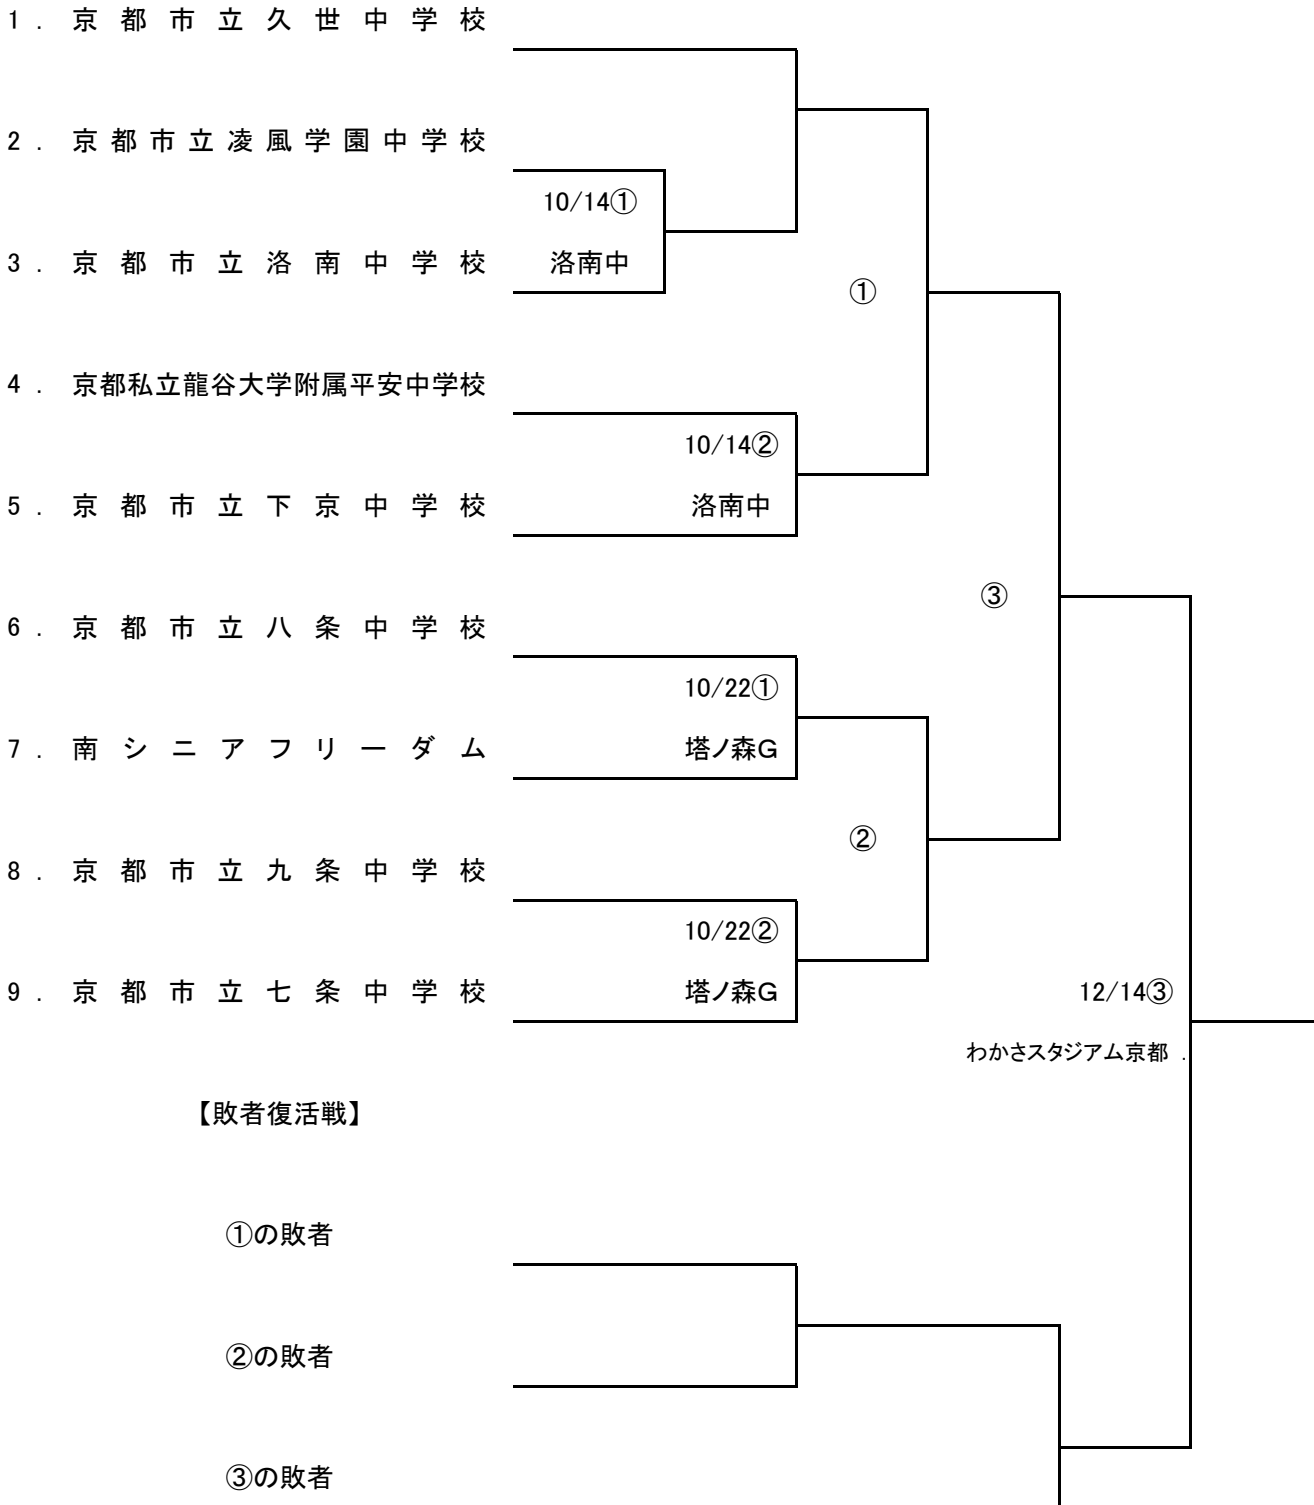 1 . 京都市立久世中学校
2 . 京都市立凌風学園中学校
10/14①
3 . 京都市立洛南中学校 洛南中
①
4 . 京都私立龍谷大学附属平安中学校
10/14②
5 . 京都市立下京中学校 洛南中
③
6 . 京都市立八条中学校
10/22①
7 . 南シニアフリーダム 塔ノ森G
②
8 . 京都市立九条中学校
10/22②
9 . 京都市立七条中学校 塔ノ森G 12/14③
わかさスタジアム京都 .
【敗者復活戦】
①の敗者
②の敗者
③の敗者